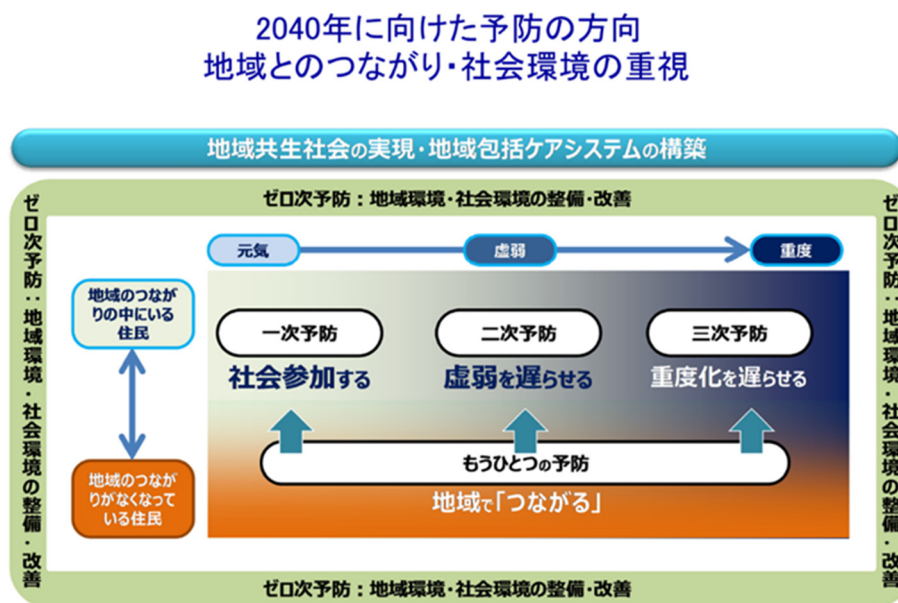 2040年に向けた予防の方向
地域とのつながり・社会環境の重視
地域共生社会の実現・地域包括ケアシステムの構築
ゼロ次予防：地域環境・社会環境の整備・改善
ゼロ次予防：地域環境・社会環境の整備・改善
元気
虚弱
重度
地域のつなが
りの中にいる
住民
一次予防
二次予防
三次予防
社会参加する
虚弱を遅らせる
重度化を遅らせる
もうひとつの予防
地域で「つながる」
地域のつなが
りがなくなって
いる住民
ゼロ次予防：地域環境・社会環境の整備・改善
ゼロ次予防：地域環境・社会環境の整備・改善